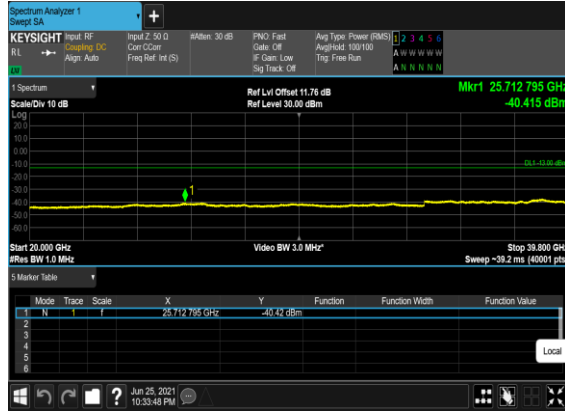 Spectrum Analyzer 1
Swept SA
KEYSIGHT Input: RF Input Z: 50 Ω #Atten: 30 dB PNO: Fast Avg Type: Power (RMS) 1 2 3 4 5 6
RL Coupling: DC Corr CCorr Gate: Off Avg|Hold: 100/100 A W W W W W
Align: Auto Freq Ref: Int (S) IF Gain: Low Trig: Free Run
Sig Track: Off A N N N N N
1 Spectrum
Ref Lvl Offset 11.76 dB Mkr1 25.712 795 GHz
Scale/Div 10 dB Ref Level 30.00 dBm -40.415 dBm
Log
20.0
10.0
0.00
-10.0
DL1 -13.00 dBm
-20.0
-30.0
1
-40.0
-50.0
-60.0
Start 20.000 GHz Video BW 3.0 MHz* Stop 39.800 GHz
#Res BW 1.0 MHz Sweep ~39.2 ms (40001 pts)
5 Marker Table
Mode Trace Scale X Y Function Function Width Function Value
1 N 1 f 25.712 795 GHz -40.42 dBm
2
3
4
5
6
Local
? Jun 25, 2021
10:33:48 PM